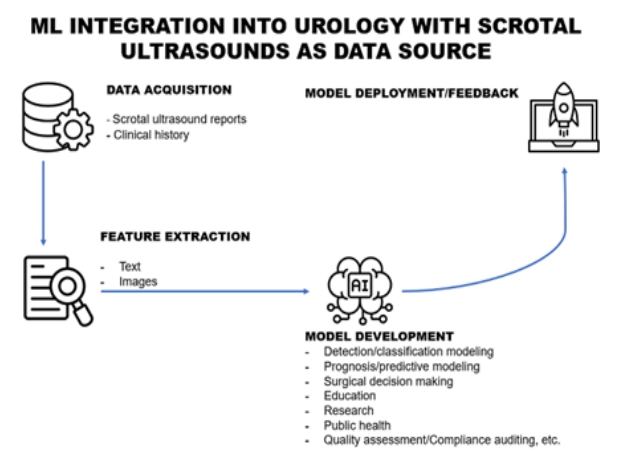 ML INTEGRATION INTO UROLOGY WITH SCROTAL
ULTRASOUNDS AS DATA SOURCE
DATA ACQUISITION
- Scrotal ultrasound reports
- Clinical history
MODEL DEPLOYMENT/FEEDBACK
FEATURE EXTRACTION
- Text
- Images
AI
MODEL DEVELOPMENT
- Detection/classification modeling
- Prognosis/predictive modeling
- Surgical decision making
- Education
- Research
- Public health
- Quality assessment/Compliance auditing, etc.